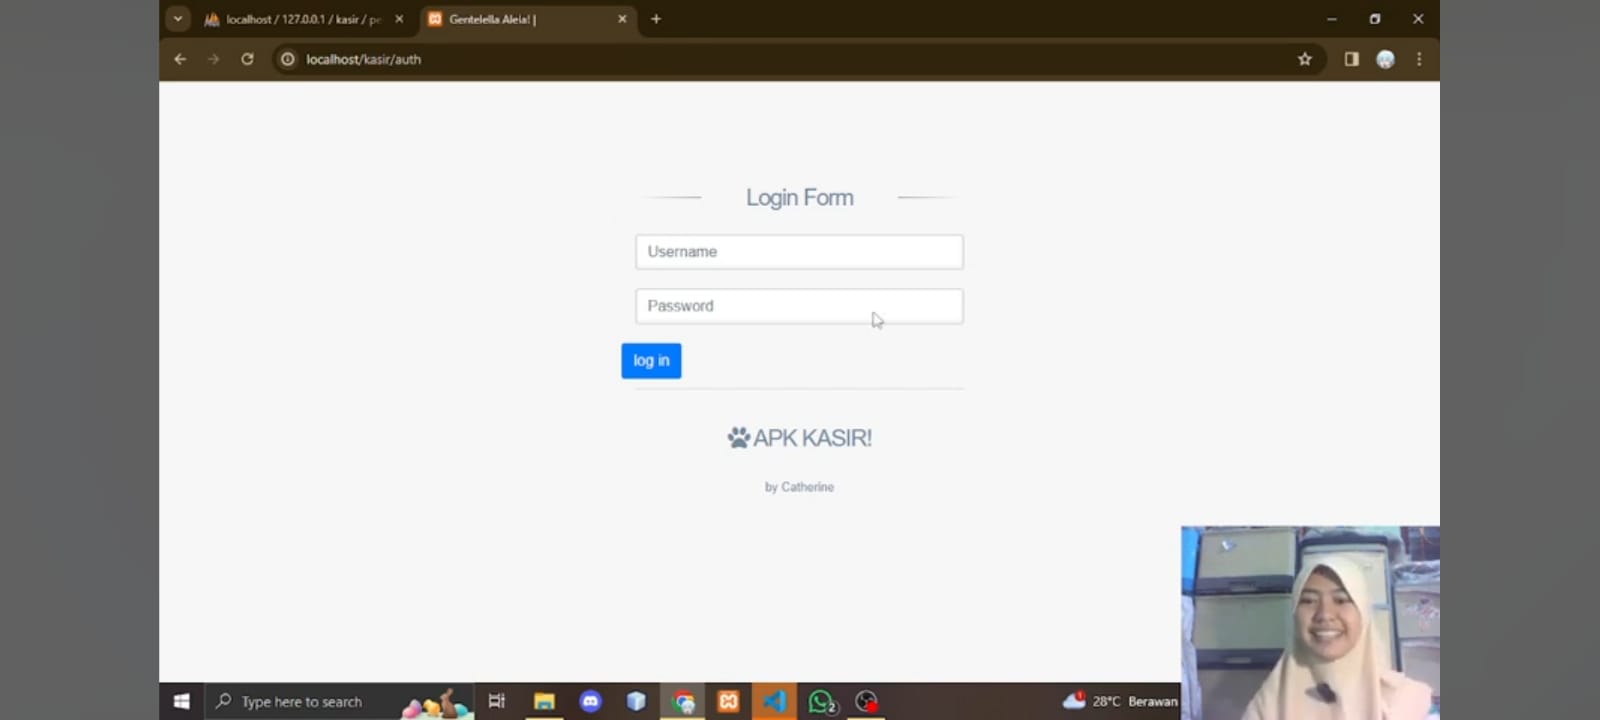 localhost / 127.0.0.1 / kasir / pe
Gentelella Alela! |
localhost/kasir/auth
Login Form
Username
Password
log in
APK KASIR!
by Catherine
Type here to search
2
1
28°C Berawan